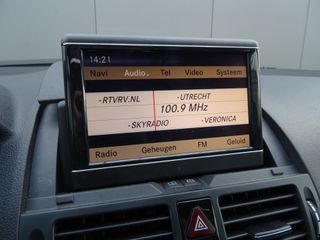 14:21
Navi Audio Tel Video Systeem
RTVRV.NL UTRECHT
100.9 MHz
SKYRADIO VERONICA
Radio Geheugen FM Geluid